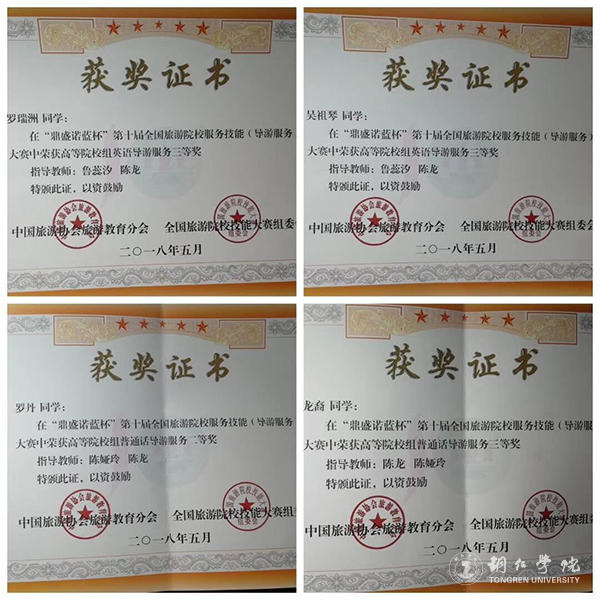 获奖证书
罗瑞洲 同学：
在“鼎盛诺蓝杯”第十届全国旅游院校服务技能（导游服务
大赛中荣获高等院校组英语导游服务三等奖
指导教师：鲁蕊汐 陈龙
特颁此证，以资鼓励
中国旅游协会旅游教育分会 全国旅游院校技能大赛组委会
二〇一八年五月
获奖证书
吴祖琴 同学：
在“鼎盛诺蓝杯”第十届全国旅游院校服务技能（导游服务）
大赛中荣获高等院校组英语导游服务三等奖
指导教师：鲁蕊汐 陈龙
特颁此证，以资鼓励
中国旅游协会旅游教育分会 全国旅游院校技能大赛组委会
二〇一八年五月
获奖证书
罗丹 同学：
在“鼎盛诺蓝杯”第十届全国旅游院校服务技能（导游服务
大赛中荣获高等院校组普通话导游服务二等奖
指导教师：陈娅玲 陈龙
特颁此证，以资鼓励
中国旅游协会旅游教育分会 全国旅游院校技能大赛组
二〇一八年五月
获奖证书
龙裔 同学：
在“鼎盛诺蓝杯”第十届全国旅游院校服务技能（导游服
大赛中荣获高等院校组普通话导游服务三等奖
指导教师：陈龙 陈娅玲
特颁此证，以资鼓励
中国旅游协会旅游教育分会 全国旅游院校技能大赛组委
二〇一八年五月
铜仁学院
TONGREN UNIVERSITY